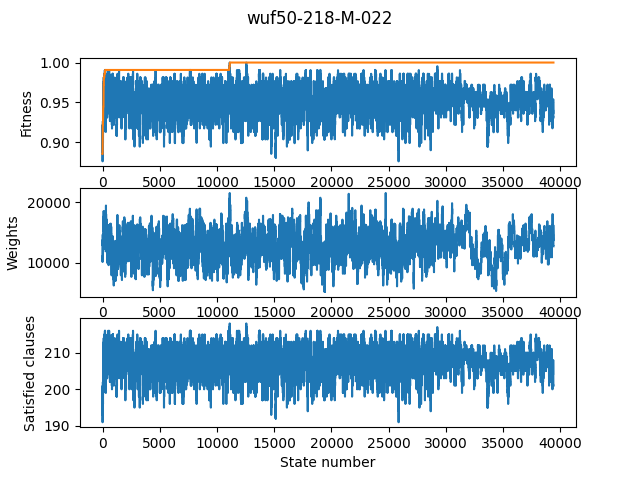 wuf50-218-M-022
1.00
0.95
0.90
Fitness
0 5000 10000 15000 20000 25000 30000 35000 40000
20000
10000
Weights
0 5000 10000 15000 20000 25000 30000 35000 40000
210
200
190
Satisfied clauses
0 5000 10000 15000 20000 25000 30000 35000 40000
State number